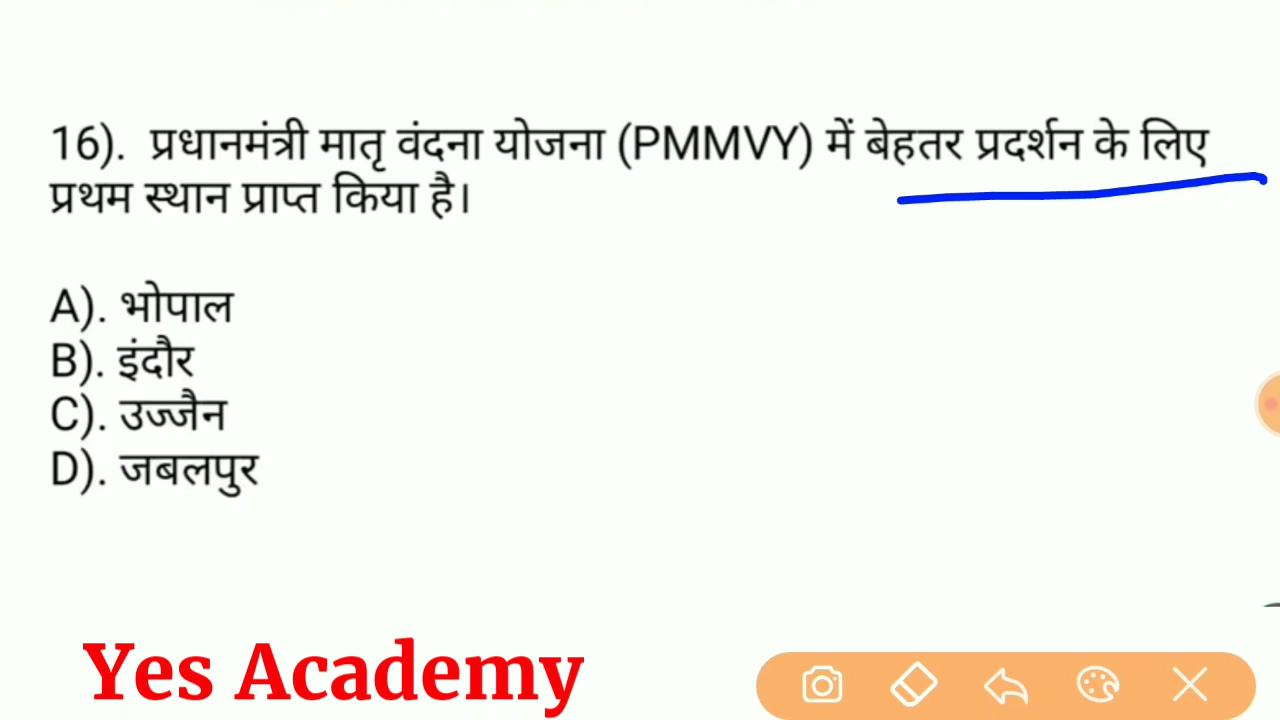 16). प्रधानमंत्री मातृ वंदना योजना (PMMVY) में बेहतर प्रदर्शन के लिए
प्रथम स्थान प्राप्त किया है।
A). भोपाल
B). इंदौर
C). उज्जैन
D). जबलपुर
Yes Academy